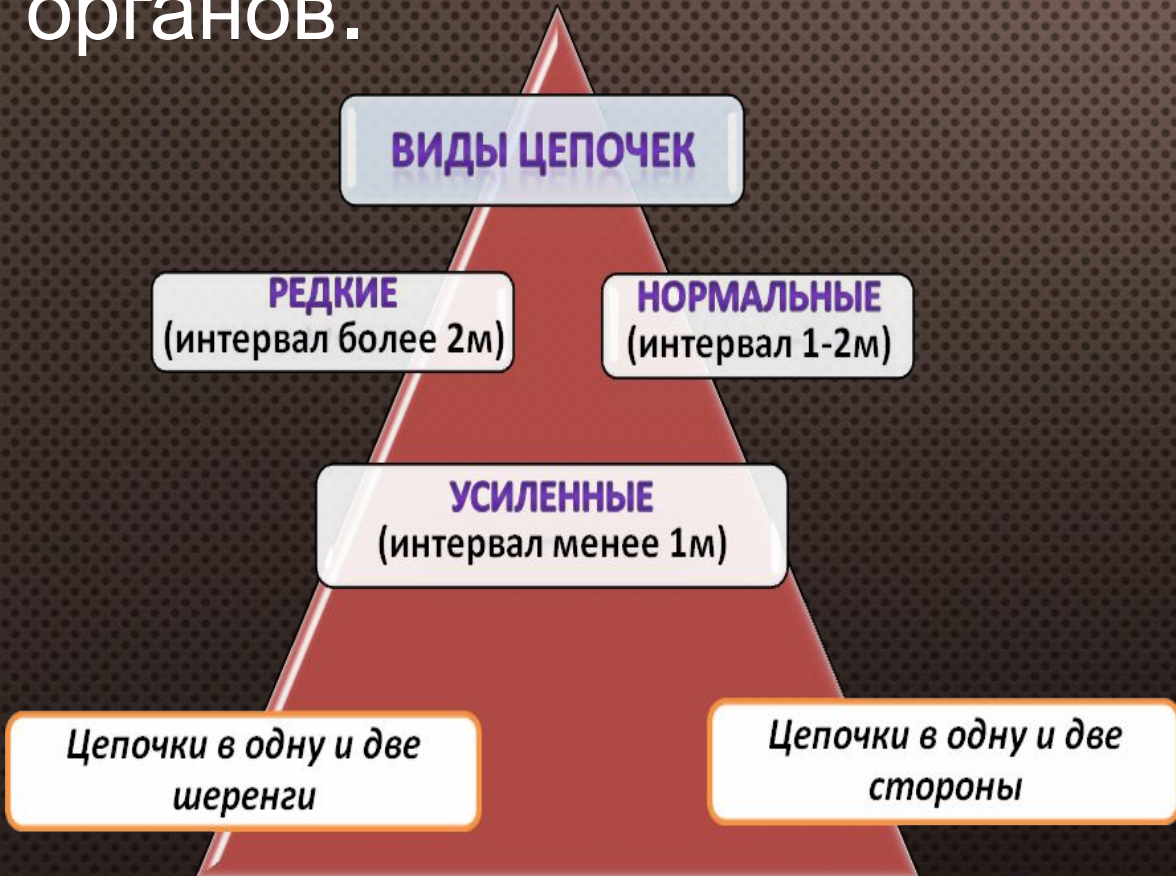 органов.
ВИДЫ ЦЕПОЧЕК
РЕДКИЕ
(интервал более 2м)
НОРМАЛЬНЫЕ
(интервал 1-2м)
УСИЛЕННЫЕ
(интервал менее 1м)
Цепочки в одну и две
шеренги
Цепочки в одну и две
стороны